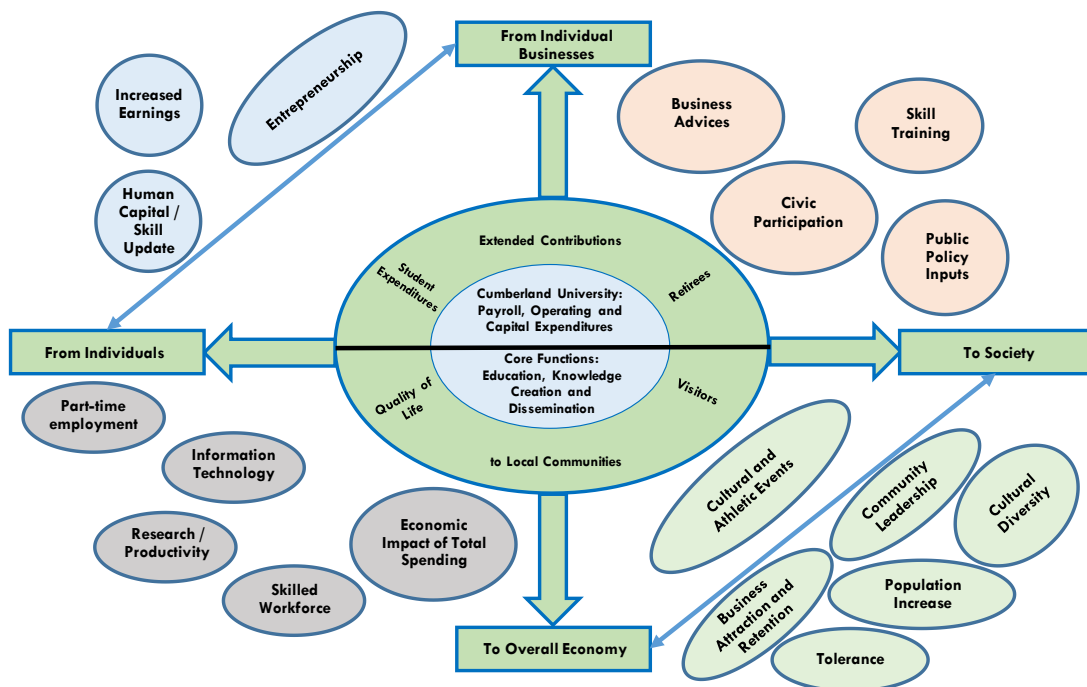 From Individual
Businesses
Increased
Earnings
Entrepreneurship
Business
Advices
Skill
Training
Human
Capital /
Skill
Update
Civic
Participation
Public
Policy
Inputs
Extended Contributions
Student
Expenditures
Retirees
Cumberland University:
Payroll, Operating and
Capital Expenditures
From Individuals
To Society
Core Functions:
Education, Knowledge
Creation and
Dissemination
Quality of
Life
Visitors
to Local Communities
Part-time
employment
Information
Technology
Research /
Productivity
Skilled
Workforce
Economic
Impact of Total
Spending
Cultural and
Athletic Events
Community
Leadership
Cultural
Diversity
Business
Attraction and
Retention
Population
Increase
Tolerance
To Overall Economy